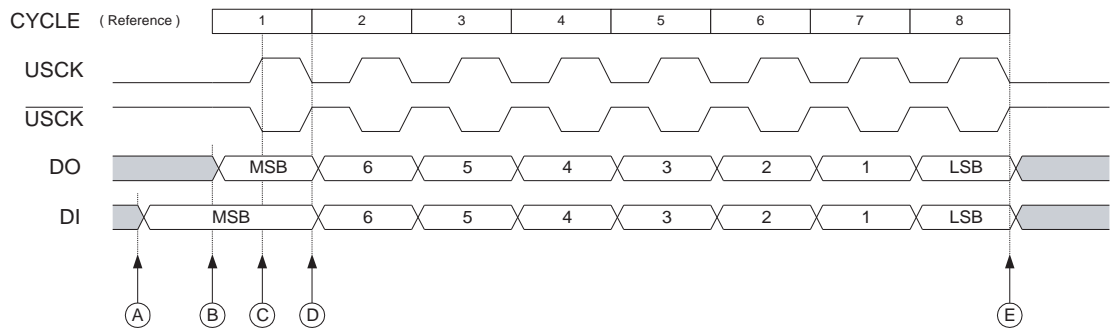 CYCLE ( Reference ) 1 2 3 4 5 6 7 8
USCK
USCK
DO MSB 6 5 4 3 2 1 LSB
DI MSB 6 5 4 3 2 1 LSB
A B C D E